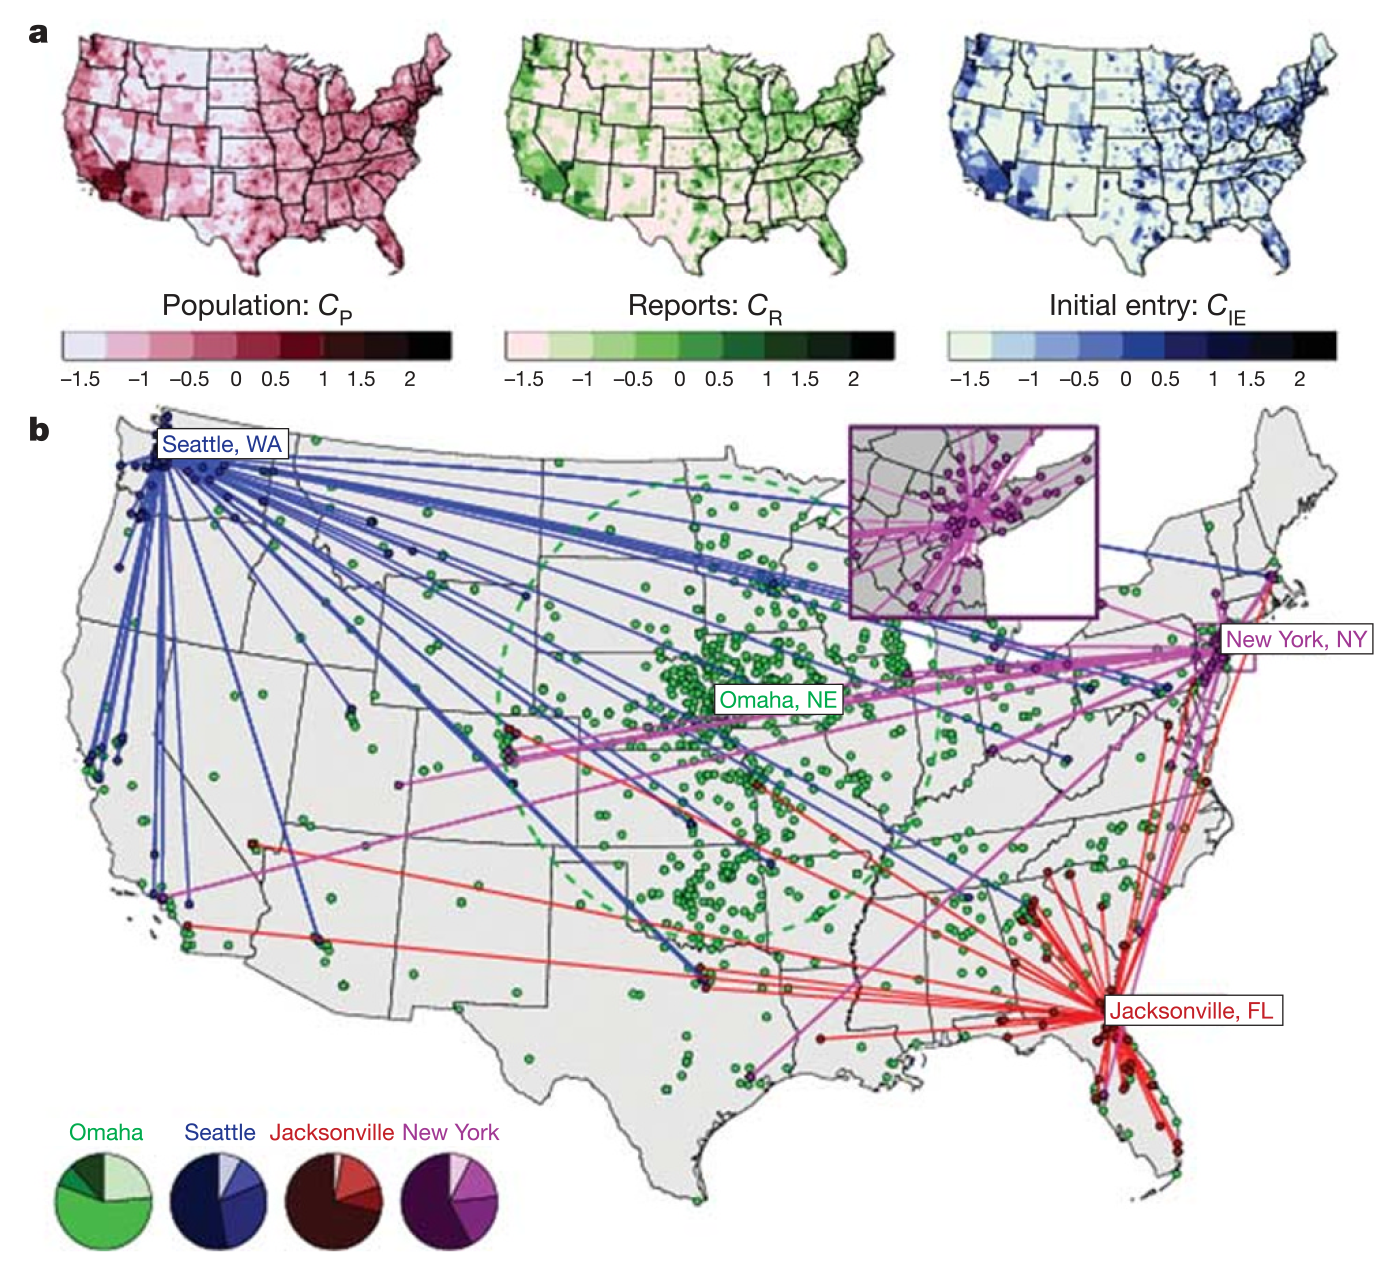 a
Population: C_P
Reports: C_R
Initial entry: C_IE
−1.5 −1 −0.5 0 0.5 1 1.5 2
−1.5 −1 −0.5 0 0.5 1 1.5 2
−1.5 −1 −0.5 0 0.5 1 1.5 2
b
Seattle, WA
New York, NY
Omaha, NE
Jacksonville, FL
Omaha Seattle Jacksonville New York